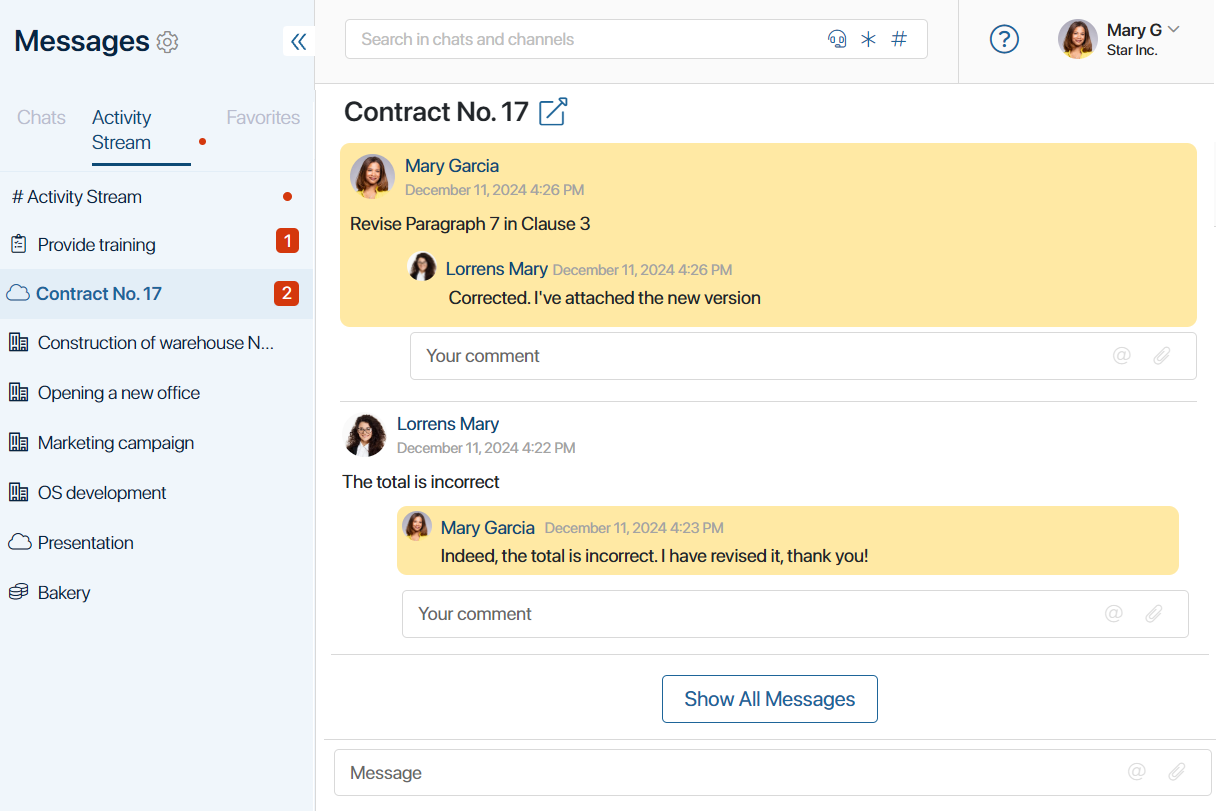 Messages
Chats
Activity
Stream
Favorites
# Activity Stream
Provide training
1
Contract No. 17
2
Construction of warehouse N...
Opening a new office
Marketing campaign
OS development
Presentation
Bakery
Search in chats and channels
#
?
Mary G
Star Inc.
Contract No. 17
Mary Garcia
December 11, 2024 4:26 PM
Revise Paragraph 7 in Clause 3
Lorrens Mary December 11, 2024 4:26 PM
Corrected. I've attached the new version
Your comment @
Lorrens Mary
December 11, 2024 4:22 PM
The total is incorrect
Mary Garcia December 11, 2024 4:23 PM
Indeed, the total is incorrect. I have revised it, thank you!
Your comment @
Show All Messages
Message @